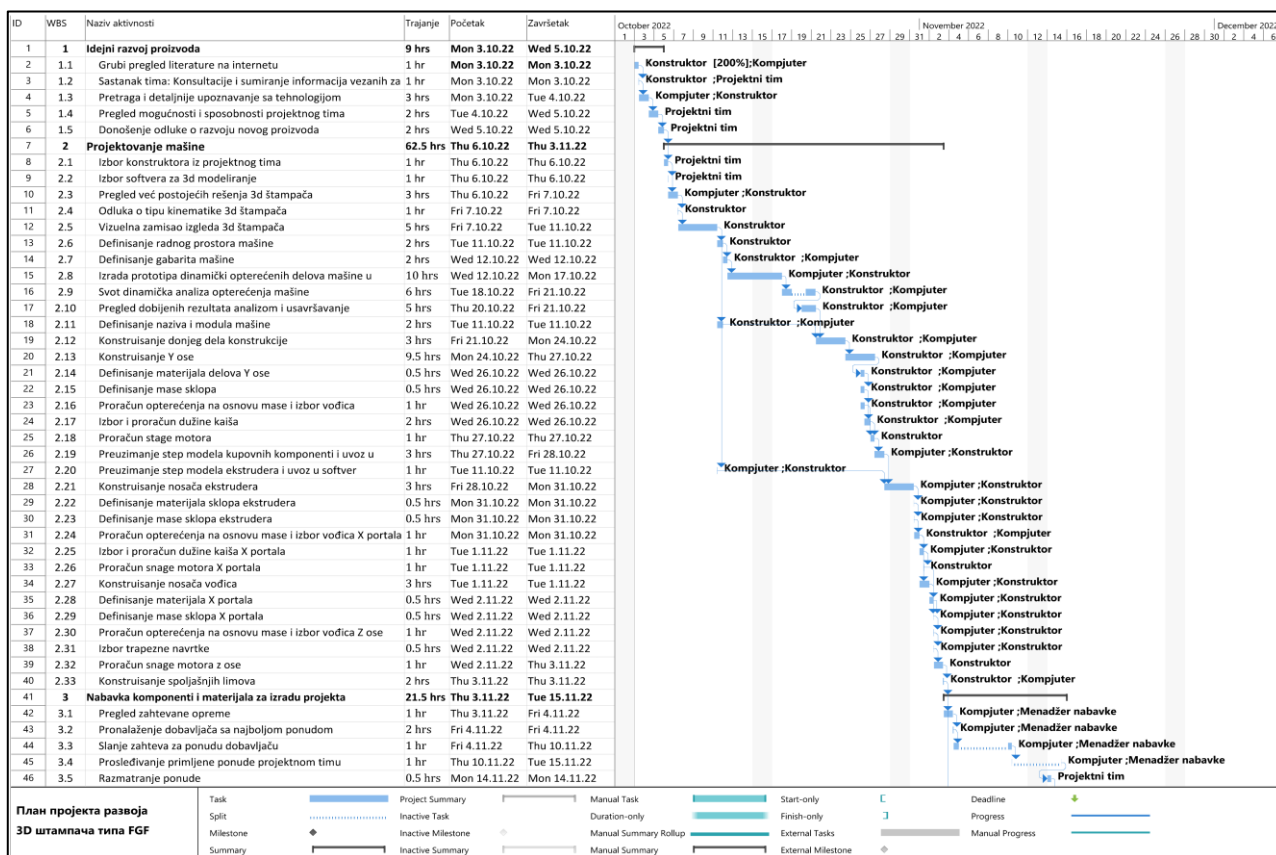 ID WBS Naziv aktivnosti Trajanje Početak Završetak October 2022 November 2022 December 2022
1 3 5 7 9 11 13 15 17 19 21 23 25 27 29 31 2 4 6 8 10 12 14 16 18 20 22 24 26 28 30 2 4 6
1 1 Idejni razvoj proizvoda 9 hrs Mon 3.10.22 Wed 5.10.22
2 1.1 Grubi pregled literature na internetu 1 hr Mon 3.10.22 Mon 3.10.22 Konstruktor [200%];Kompjuter
3 1.2 Sastanak tima: Konsultacije i sumiranje informacija vezanih za 1 hr Mon 3.10.22 Mon 3.10.22 Konstruktor ;Projektni tim
4 1.3 Pretraga i detaljnije upoznavanje sa tehnologijom 3 hrs Mon 3.10.22 Tue 4.10.22 Kompjuter ;Konstruktor
5 1.4 Pregled mogućnosti i sposobnosti projektnog tima 2 hrs Tue 4.10.22 Wed 5.10.22 Projektni tim
6 1.5 Donošenje odluke o razvoju novog proizvoda 2 hrs Wed 5.10.22 Wed 5.10.22 Projektni tim
7 2 Projektovanje mašine 62.5 hrs Thu 6.10.22 Thu 3.11.22
8 2.1 Izbor konstruktora iz projektnog tima 1 hr Thu 6.10.22 Thu 6.10.22 Projektni tim
9 2.2 Izbor softvera za 3d modeliranje 1 hr Thu 6.10.22 Thu 6.10.22 Projektni tim
10 2.3 Pregled već postojećih rešenja 3d štampača 3 hrs Thu 6.10.22 Fri 7.10.22 Kompjuter ;Konstruktor
11 2.4 Odluka o tipu kinematike 3d štampača 1 hr Fri 7.10.22 Fri 7.10.22 Konstruktor
12 2.5 Vizuelna zamisao izgleda 3d štampača 5 hrs Fri 7.10.22 Tue 11.10.22 Konstruktor
13 2.6 Definisanje radnog prostora mašine 2 hrs Tue 11.10.22 Tue 11.10.22 Konstruktor
14 2.7 Definisanje gabarita mašine 2 hrs Wed 12.10.22 Wed 12.10.22 Konstruktor ;Kompjuter
15 2.8 Izrada prototipa dinamički opterećenih delova mašine u 10 hrs Wed 12.10.22 Mon 17.10.22 Kompjuter ;Konstruktor
16 2.9 Svot dinamička analiza opterećenja mašine 6 hrs Tue 18.10.22 Fri 21.10.22 Konstruktor ;Kompjuter
17 2.10 Pregled dobijenih rezultata analizom i usavršavanje 5 hrs Thu 20.10.22 Fri 21.10.22 Konstruktor ;Kompjuter
18 2.11 Definisanje naziva i modula mašine 2 hrs Tue 11.10.22 Tue 11.10.22 Konstruktor ;Kompjuter
19 2.12 Konstruisanje donjeg dela konstrukcije 3 hrs Fri 21.10.22 Mon 24.10.22 Konstruktor ;Kompjuter
20 2.13 Konstruisanje Y ose 9.5 hrs Mon 24.10.22 Thu 27.10.22 Konstruktor ;Kompjuter
21 2.14 Definisanje materijala delova Y ose 0.5 hrs Wed 26.10.22 Wed 26.10.22 Konstruktor ;Kompjuter
22 2.15 Definisanje mase sklopa 0.5 hrs Wed 26.10.22 Wed 26.10.22 Konstruktor ;Kompjuter
23 2.16 Proračun opterećenja na osnovu mase i izbor vođica 1 hr Wed 26.10.22 Wed 26.10.22 Konstruktor ;Kompjuter
24 2.17 Izbor i proračun dužine kaiša 2 hrs Wed 26.10.22 Wed 26.10.22 Konstruktor ;Kompjuter
25 2.18 Proračun stage motora 1 hr Thu 27.10.22 Thu 27.10.22 Konstruktor
26 2.19 Preuzimanje step modela kupovnih komponenti i uvoz u 3 hrs Thu 27.10.22 Fri 28.10.22 Kompjuter ;Konstruktor
27 2.20 Preuzimanje step modela ekstrudera i uvoz u softver 1 hr Tue 11.10.22 Tue 11.10.22 Kompjuter ;Konstruktor
28 2.21 Konstruisanje nosača ekstrudera 3 hrs Fri 28.10.22 Mon 31.10.22 Kompjuter ;Konstruktor
29 2.22 Definisanje materijala sklopa ekstrudera 0.5 hrs Mon 31.10.22 Mon 31.10.22 Kompjuter ;Konstruktor
30 2.23 Definisanje mase sklopa ekstrudera 0.5 hrs Mon 31.10.22 Mon 31.10.22 Kompjuter ;Konstruktor
31 2.24 Proračun opterećenja na osnovu mase i izbor vođica X portala 1 hr Mon 31.10.22 Mon 31.10.22 Konstruktor ;Kompjuter
32 2.25 Izbor i proračun dužine kaiša X portala 1 hr Tue 1.11.22 Tue 1.11.22 Kompjuter ;Konstruktor
33 2.26 Proračun snage motora X portala 1 hr Tue 1.11.22 Tue 1.11.22 Konstruktor
34 2.27 Konstruisanje nosača vođica 3 hrs Tue 1.11.22 Tue 1.11.22 Kompjuter ;Konstruktor
35 2.28 Definisanje materijala X portala 0.5 hrs Wed 2.11.22 Wed 2.11.22 Kompjuter ;Konstruktor
36 2.29 Definisanje mase sklopa X portala 0.5 hrs Wed 2.11.22 Wed 2.11.22 Kompjuter ;Konstruktor
37 2.30 Proračun opterećenja na osnovu mase i izbor vođica Z ose 1 hr Wed 2.11.22 Wed 2.11.22 Kompjuter ;Konstruktor
38 2.31 Izbor trapezne navrtke 0.5 hrs Wed 2.11.22 Wed 2.11.22 Kompjuter ;Konstruktor
39 2.32 Proračun snage motora z ose 1 hr Wed 2.11.22 Thu 3.11.22 Konstruktor
40 2.33 Konstruisanje spoljašnjih limova 2 hrs Thu 3.11.22 Thu 3.11.22 Konstruktor ;Kompjuter
41 3 Nabavka komponenti i materijala za izradu projekta 21.5 hrs Thu 3.11.22 Tue 15.11.22
42 3.1 Pregled zahtevane opreme 1 hr Thu 3.11.22 Fri 4.11.22 Kompjuter ;Menadžer nabavke
43 3.2 Pronalaženje dobavljača sa najboljom ponudom 2 hrs Fri 4.11.22 Fri 4.11.22 Kompjuter ;Menadžer nabavke
44 3.3 Slanje zahteva za ponudu dobavljaču 1 hr Fri 4.11.22 Thu 10.11.22 Kompjuter ;Menadžer nabavke
45 3.4 Prosleđivanje primljene ponude projektnom timu 1 hr Thu 10.11.22 Tue 15.11.22 Kompjuter ;Menadžer nabavke
46 3.5 Razmatranje ponude 0.5 hrs Mon 14.11.22 Mon 14.11.22 Projektni tim
План пројекта развоја
3D штампача типа FGF
Task Project Summary Manual Task Start-only Deadline
Split Inactive Task Duration-only Finish-only Progress
Milestone Inactive Milestone Manual Summary Rollup External Tasks Manual Progress
Summary Inactive Summary Manual Summary External Milestone